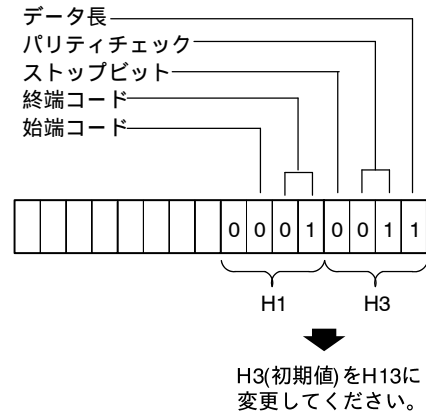 データ長
パリティチェック
ストップビット
終端コード
始端コード
0 0 0 1 0 0 1 1
H1 H3
H3(初期値)をH13に
変更してください。